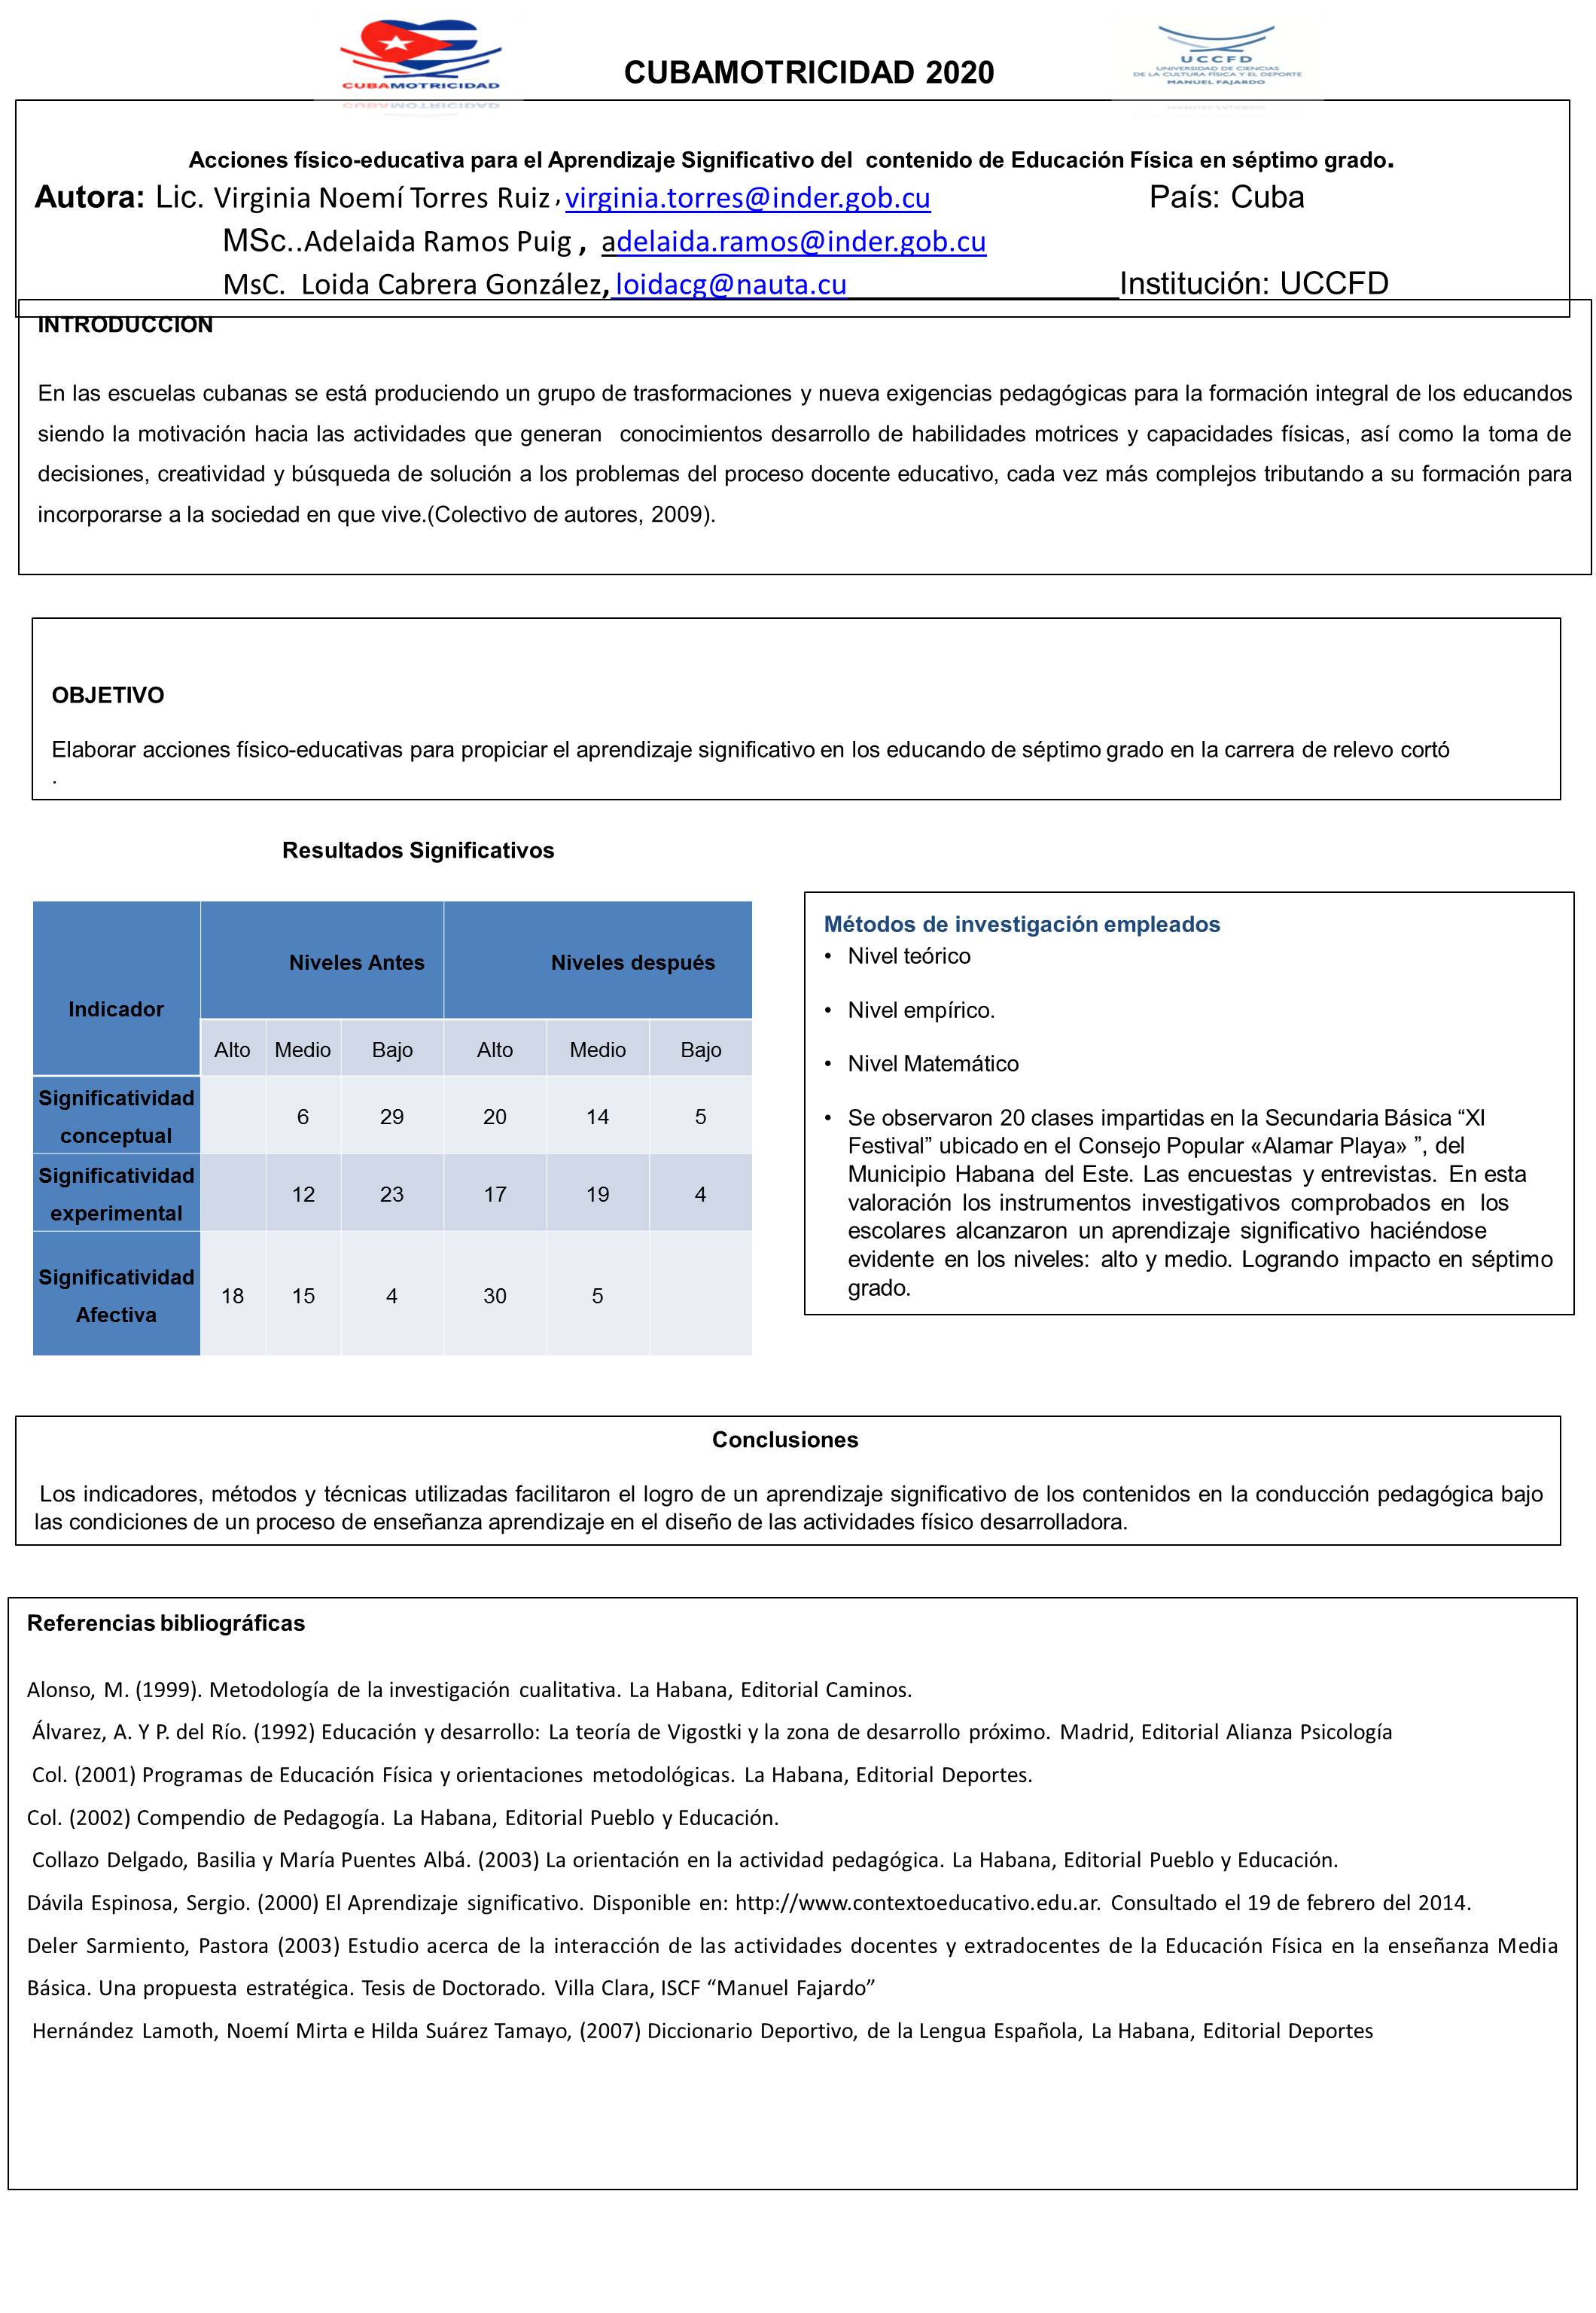 CUBAMOTRICIDAD
CUBAMOTRICIDAD 2020
UCCFD
UNIVERSIDAD DE CIENCIAS
DE LA CULTURA FÍSICA Y EL DEPORTE
MANUEL FAJARDO
Acciones físico-educativa para el Aprendizaje Significativo del contenido de Educación Física en séptimo grado.
Autora: Lic. Virginia Noemí Torres Ruiz , virginia.torres@inder.gob.cu País: Cuba
MSc..Adelaida Ramos Puig , adelaida.ramos@inder.gob.cu
MsC. Loida Cabrera González, loidacg@nauta.cu Institución: UCCFD
INTRODUCCION
En las escuelas cubanas se está produciendo un grupo de trasformaciones y nueva exigencias pedagógicas para la formación integral de los educandos
siendo la motivación hacia las actividades que generan conocimientos desarrollo de habilidades motrices y capacidades físicas, así como la toma de
decisiones, creatividad y búsqueda de solución a los problemas del proceso docente educativo, cada vez más complejos tributando a su formación para
incorporarse a la sociedad en que vive.(Colectivo de autores, 2009).
OBJETIVO
Elaborar acciones físico-educativas para propiciar el aprendizaje significativo en los educando de séptimo grado en la carrera de relevo cortó
.
Resultados Significativos
Indicador Niveles Antes Niveles después
Alto Medio Bajo Alto Medio Bajo
Significatividad
conceptual 6 29 20 14 5
Significatividad
experimental 12 23 17 19 4
Significatividad
Afectiva 18 15 4 30 5
Métodos de investigación empleados
• Nivel teórico
• Nivel empírico.
• Nivel Matemático
• Se observaron 20 clases impartidas en la Secundaria Básica “XI
Festival” ubicado en el Consejo Popular «Alamar Playa» ”, del
Municipio Habana del Este. Las encuestas y entrevistas. En esta
valoración los instrumentos investigativos comprobados en los
escolares alcanzaron un aprendizaje significativo haciéndose
evidente en los niveles: alto y medio. Logrando impacto en séptimo
grado.
Conclusiones
Los indicadores, métodos y técnicas utilizadas facilitaron el logro de un aprendizaje significativo de los contenidos en la conducción pedagógica bajo
las condiciones de un proceso de enseñanza aprendizaje en el diseño de las actividades físico desarrolladora.
Referencias bibliográficas
Alonso, M. (1999). Metodología de la investigación cualitativa. La Habana, Editorial Caminos.
Álvarez, A. Y P. del Río. (1992) Educación y desarrollo: La teoría de Vigostki y la zona de desarrollo próximo. Madrid, Editorial Alianza Psicología
Col. (2001) Programas de Educación Física y orientaciones metodológicas. La Habana, Editorial Deportes.
Col. (2002) Compendio de Pedagogía. La Habana, Editorial Pueblo y Educación.
Collazo Delgado, Basilia y María Puentes Albá. (2003) La orientación en la actividad pedagógica. La Habana, Editorial Pueblo y Educación.
Dávila Espinosa, Sergio. (2000) El Aprendizaje significativo. Disponible en: http://www.contextoeducativo.edu.ar. Consultado el 19 de febrero del 2014.
Deler Sarmiento, Pastora (2003) Estudio acerca de la interacción de las actividades docentes y extradocentes de la Educación Física en la enseñanza Media
Básica. Una propuesta estratégica. Tesis de Doctorado. Villa Clara, ISCF “Manuel Fajardo”
Hernández Lamoth, Noemí Mirta e Hilda Suárez Tamayo, (2007) Diccionario Deportivo, de la Lengua Española, La Habana, Editorial Deportes